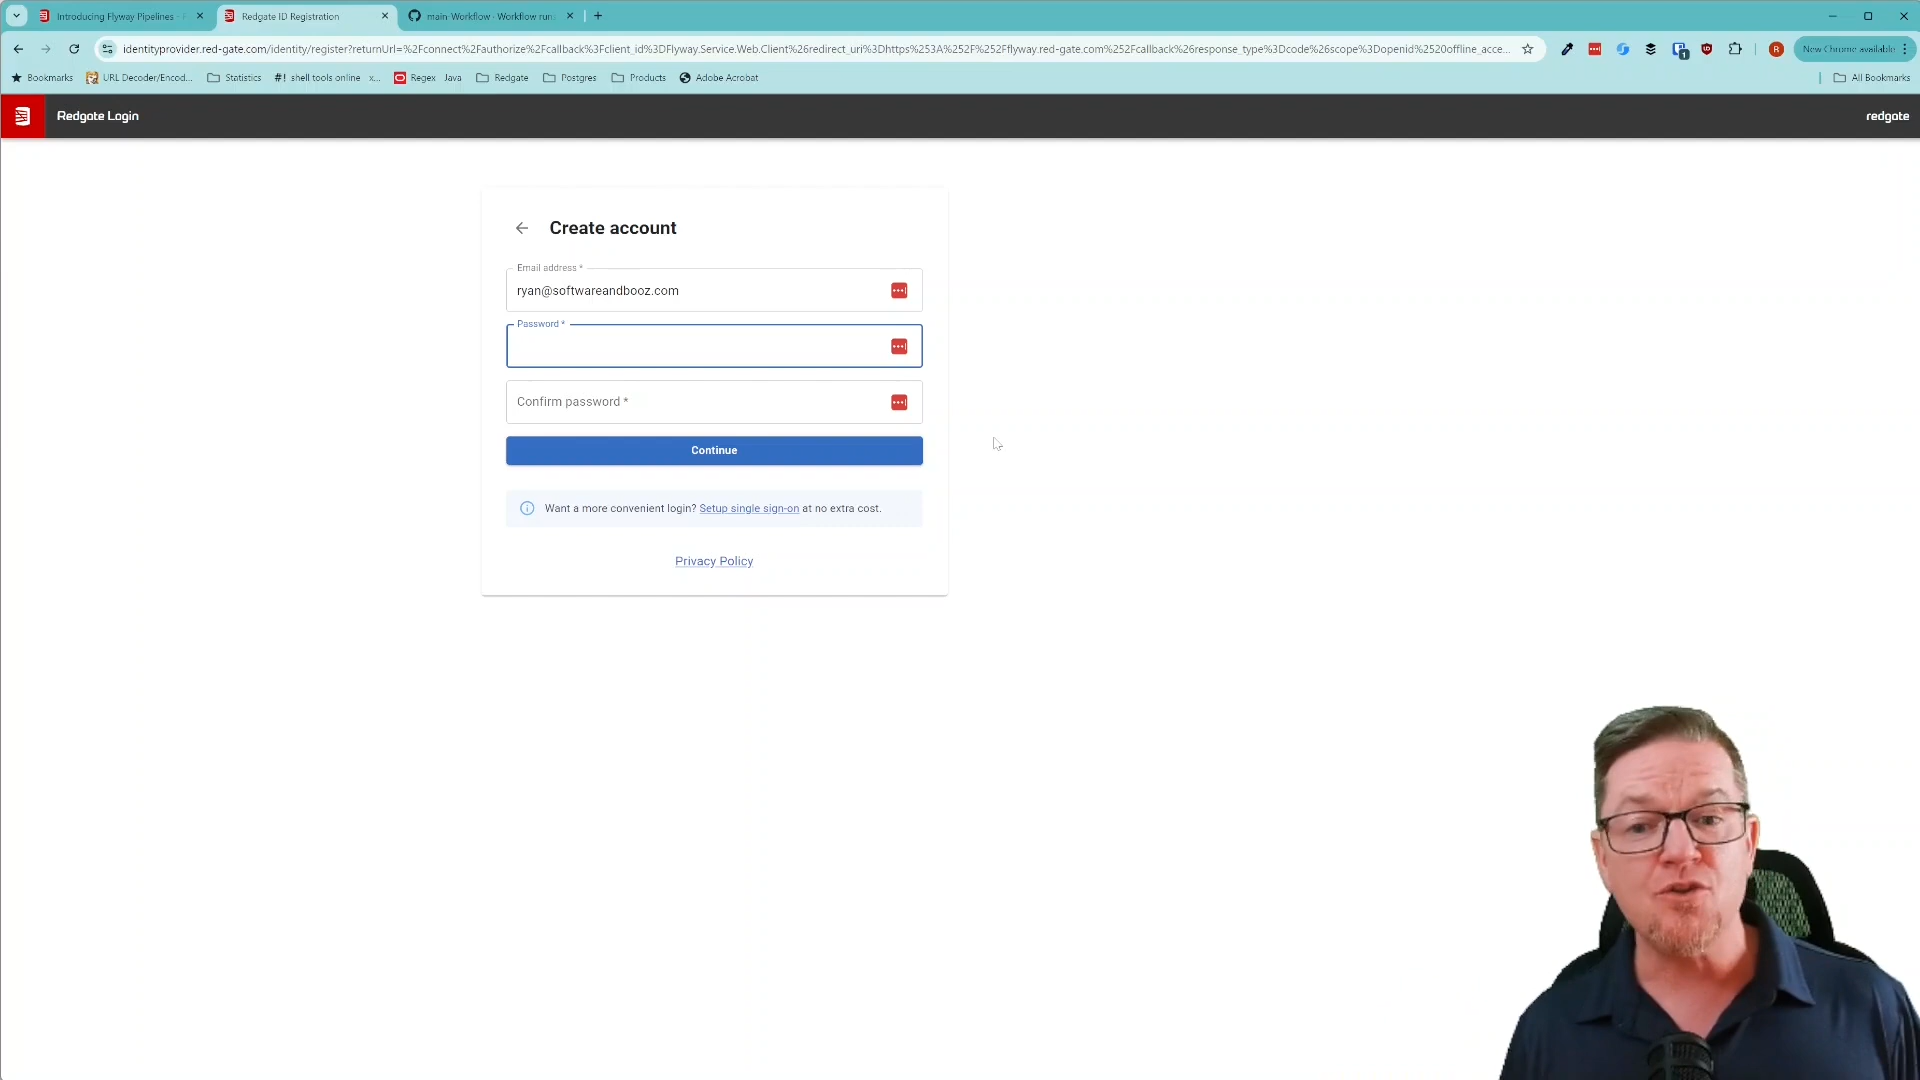 Introducing Flyway Pipelines -
Redgate ID Registration
main-Workflow · Workflow run
identityprovider.red-gate.com/identity/register?returnUrl=%2Fconnect%2Fauthorize%2Fcallback%3Fclient_id%3DFlyway.Service.Web.Client%26redirect_uri%3Dhttps%253A%252F%252Fflyway.red-gate.com%252Fcallback%26response_type%3Dcode%26scope%3Dopenid%2520offline_acce...
R
New Chrome available
Bookmarks
URL Decoder/Encod...
Statistics
#! shell tools online x...
Regex Java
Redgate
Postgres
Products
Adobe Acrobat
All Bookmarks
Redgate Login
redgate
Create account
Email address *
ryan@softwareandbooz.com
Password *
Confirm password *
Continue
Want a more convenient login? Setup single sign-on at no extra cost.
Privacy Policy